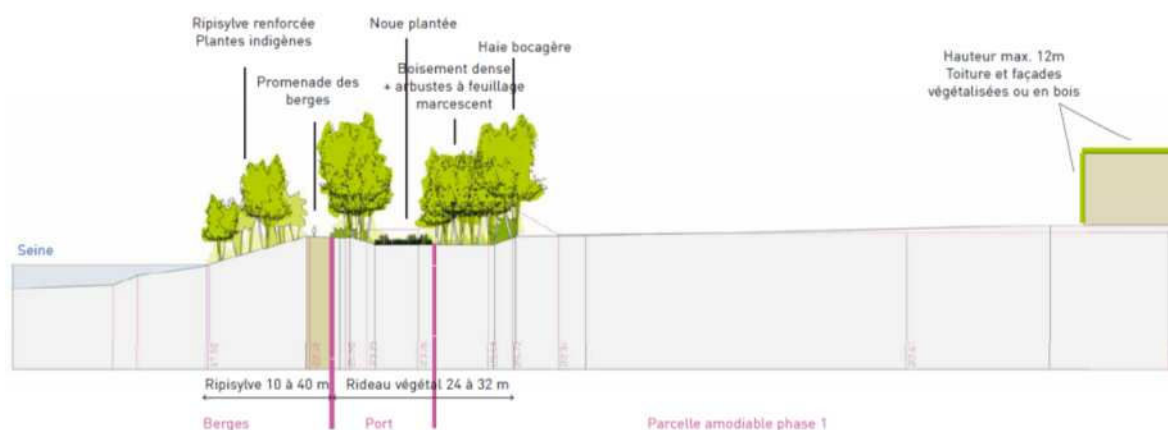 Ripisylve renforcée
Plantes indigènes
Noue plantée
Haie bocagère
Promenade des
berges
Boisement dense
+ arbustes à feuillage
marcescent
Hauteur max. 12m
Toiture et façades
végétalisées ou en bois
Seine
Ripisylve 10 à 40 m
Rideau végétal 24 à 32 m
Berges
Port
Parcelle amodiable phase 1